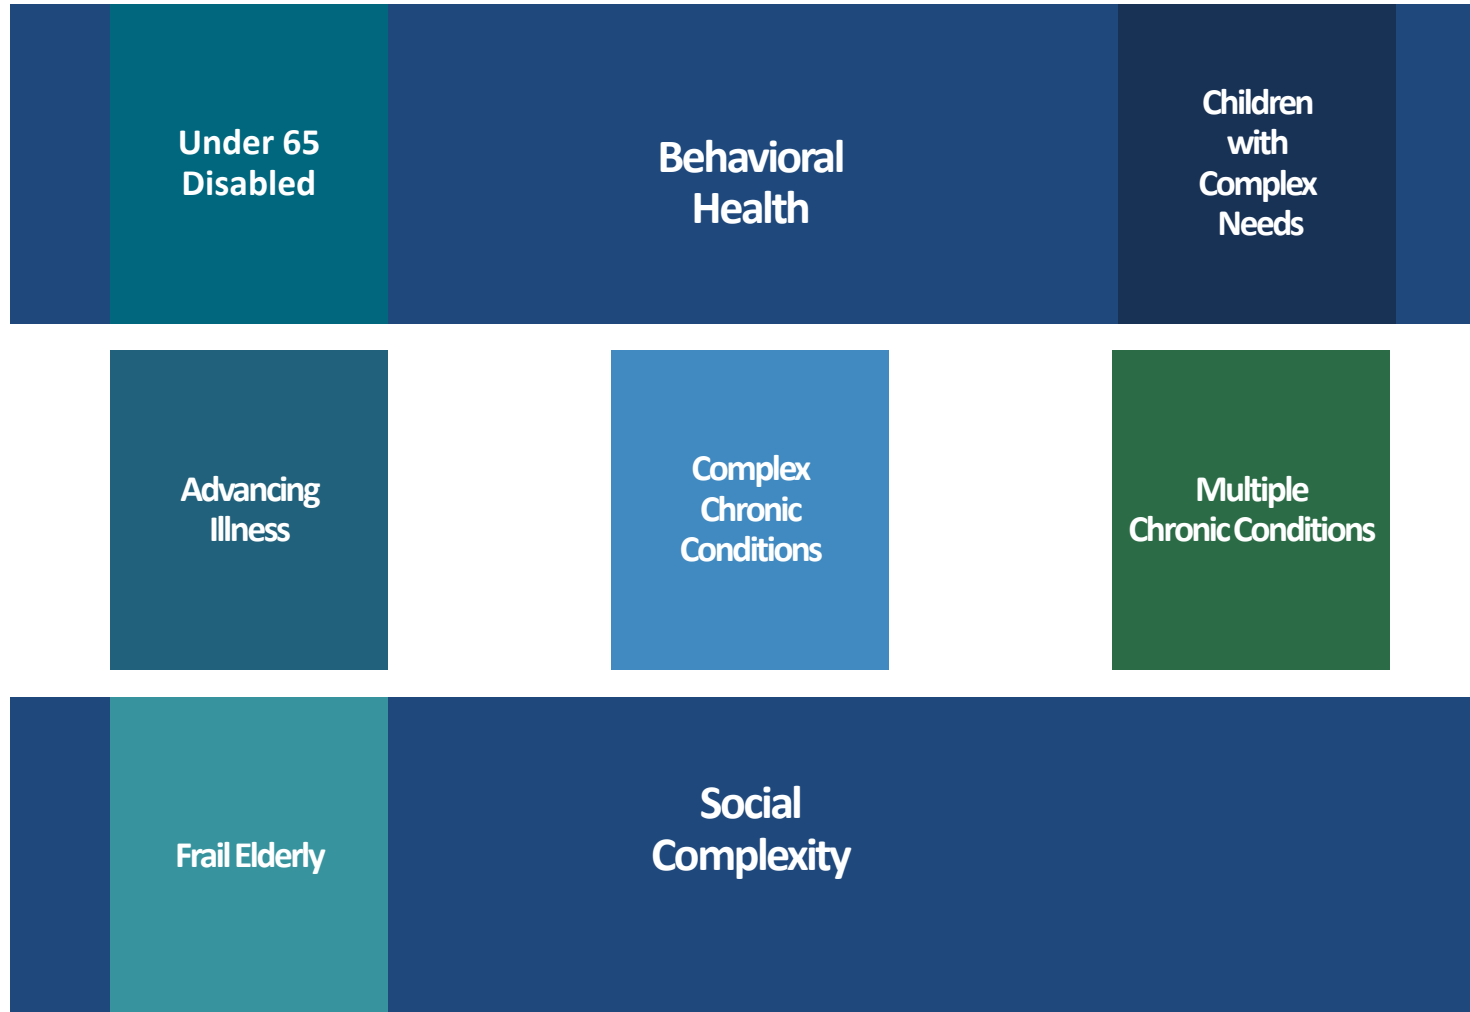 Under 65
Disabled
Behavioral
Health
Children
with
Complex
Needs
Advancing
Illness
Complex
Chronic
Conditions
Multiple
Chronic Conditions
Frail Elderly
Social
Complexity